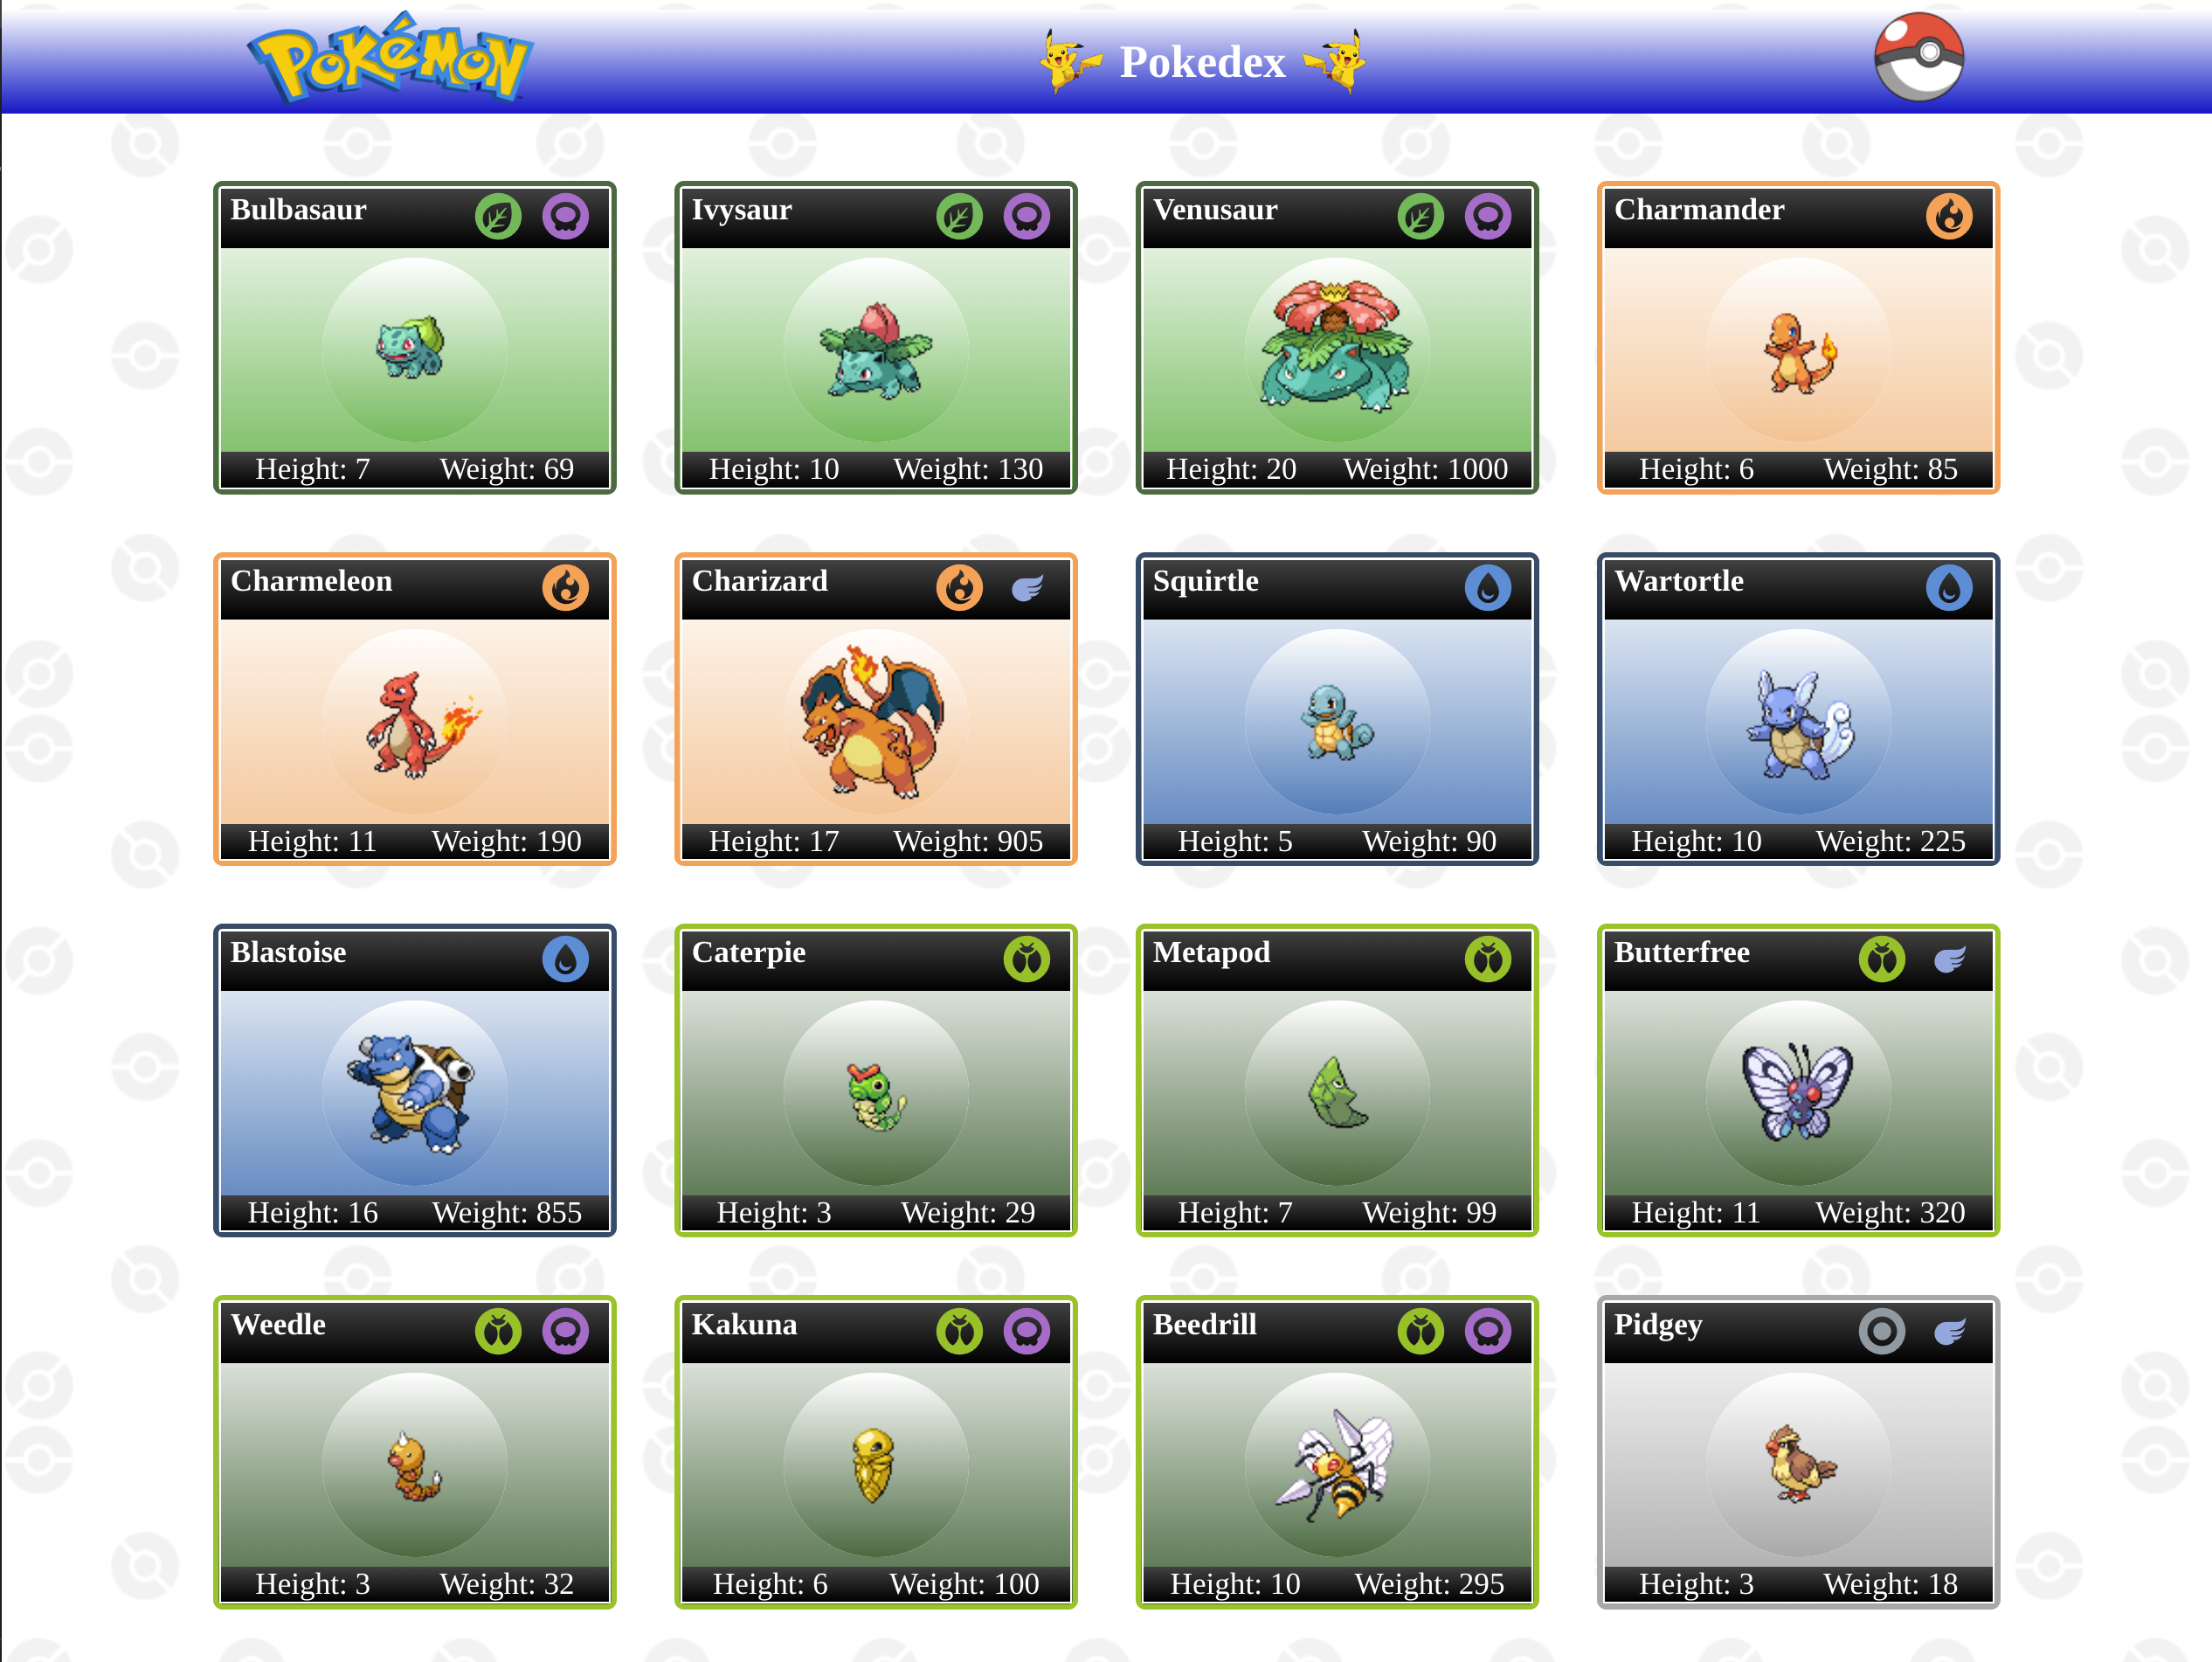 Pokémon
Pokedex
Bulbasaur
Height: 7 Weight: 69
Ivysaur
Height: 10 Weight: 130
Venusaur
Height: 20 Weight: 1000
Charmander
Height: 6 Weight: 85
Charmeleon
Height: 11 Weight: 190
Charizard
Height: 17 Weight: 905
Squirtle
Height: 5 Weight: 90
Wartortle
Height: 10 Weight: 225
Blastoise
Height: 16 Weight: 855
Caterpie
Height: 3 Weight: 29
Metapod
Height: 7 Weight: 99
Butterfree
Height: 11 Weight: 320
Weedle
Height: 3 Weight: 32
Kakuna
Height: 6 Weight: 100
Beedrill
Height: 10 Weight: 295
Pidgey
Height: 3 Weight: 18